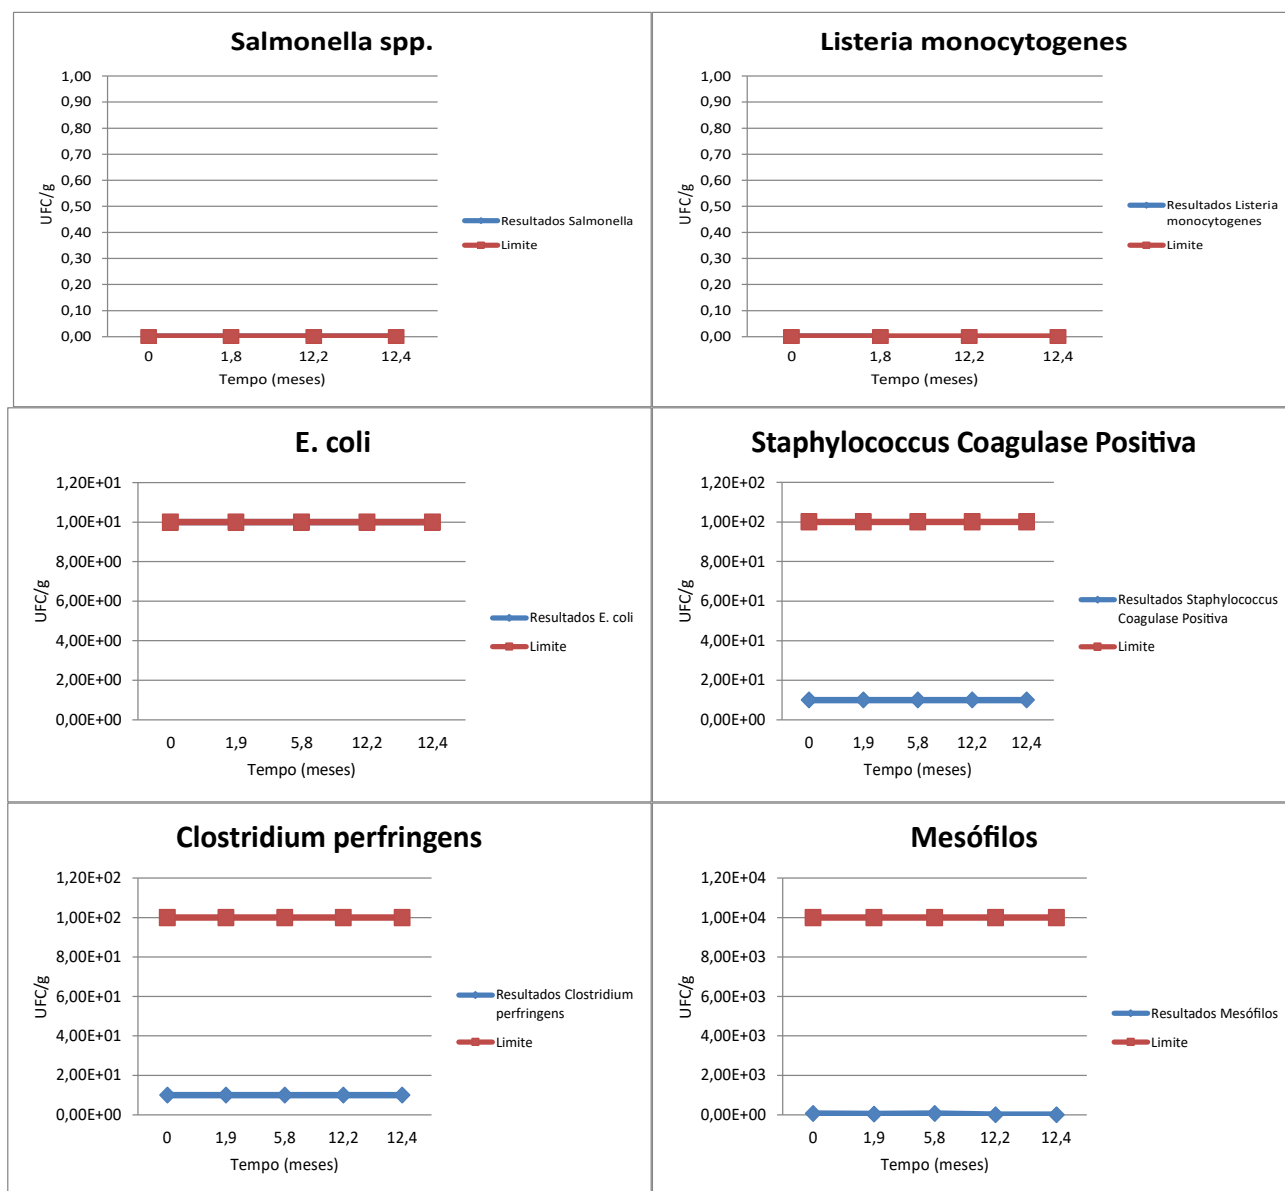 Salmonella spp.
UFC/g
1,00
0,90
0,80
0,70
0,60
0,50
0,40
0,30
0,20
0,10
0,00
0 1,8 12,2 12,4
Tempo (meses)
Resultados Salmonella
Limite
Listeria monocytogenes
UFC/g
1,00
0,90
0,80
0,70
0,60
0,50
0,40
0,30
0,20
0,10
0,00
0 1,8 12,2 12,4
Tempo (meses)
Resultados Listeria
monocytogenes
Limite
E. coli
UFC/g
1,20E+01
1,00E+01
8,00E+00
6,00E+00
4,00E+00
2,00E+00
0,00E+00
0 1,9 5,8 12,2 12,4
Tempo (meses)
Resultados E. coli
Limite
Staphylococcus Coagulase Positiva
UFC/g
1,20E+02
1,00E+02
8,00E+01
6,00E+01
4,00E+01
2,00E+01
0,00E+00
0 1,9 5,8 12,2 12,4
Tempo (meses)
Resultados Staphylococcus
Coagulase Positiva
Limite
Clostridium perfringens
UFC/g
1,20E+02
1,00E+02
8,00E+01
6,00E+01
4,00E+01
2,00E+01
0,00E+00
0 1,9 5,8 12,2 12,4
Tempo (meses)
Resultados Clostridium
perfringens
Limite
Mesófilos
UFC/g
1,20E+04
1,00E+04
8,00E+03
6,00E+03
4,00E+03
2,00E+03
0,00E+00
0 1,9 5,8 12,2 12,4
Tempo (meses)
Resultados Mesófilos
Limite